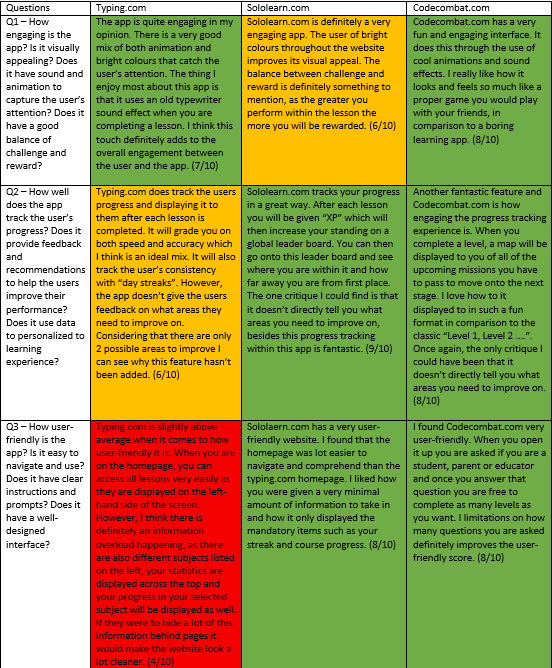 Questions
Typing.com
Sololearn.com
Codecombat.com
Q1 – How
engaging is the
app? Is it visually
appealing? Does
it have sound and
animation to
capture the user's
attention? Does it
have a good
balance of
challenge and
reward?
The app is quite engaging in my
opinion. There is a very good
mix of both animation and
bright colours that catch the
user's attention. The thing I
enjoy most about this app is
that it uses an old typewriter
sound effect when you are
completing a lesson. I think this
touch definitely adds to the
overall engagement between
the user and the app. (7/10)
Sololearn.com is definitely a very
engaging app. The user of bright
colours throughout the website
improves its visual appeal. The
balance between challenge and
reward is definitely something to
mention, as the greater you
perform within the lesson the
more you will be rewarded. (6/10)
Codecombat.com has a very
fun and engaging interface. It
does this through the use of
cool animations and sound
effects. I really like how it
looks and feels so much like a
proper game you would play
with your friends, in
comparison to a boring
learning app. (8/10)
Q2 – How well
does the app
track the user's
progress? Does it
provide feedback
and
recommendations
to help the users
improve their
performance?
Does it use data
to personalized to
learning
experience?
Typing.com does track the users
progress and displaying it to
them after each lesson is
completed. It will grade you on
both speed and accuracy which
I think is an ideal mix. It will also
track the user's consistency
with "day streaks". However,
the app doesn't give the users
feedback on what areas they
need to improve on.
Considering that there are only
2 possible areas to improve I
can see why this feature hasn't
been added. (6/10)
Sololearn.com tracks your progress
in a great way. After each lesson
you will be given "XP" which will
then increase your standing on a
global leader board. You can then
go onto this leader board and see
where you are within it and how
far away you are from first place.
The one critique I could find is that
it doesn't directly tell you what
areas you need to improve on,
besides this progress tracking
within this app is fantastic. (9/10)
Another fantastic feature and
Codecombat.com is how
engaging the progress tracking
experience is. When you
complete a level, a map will be
displayed to you of all of the
upcoming missions you have
to pass to move onto the next
stage. I love how to it
displayed to in such a fun
format in comparison to the
classic "Level 1, Level 2 ....".
Once again, the only critique I
could have been that it
doesn't directly tell you what
areas you need to improve on.
(8/10)
Q3 – How user-
friendly is the
app? Is it easy to
navigate and use?
Does it have clear
instructions and
prompts? Does it
have a well-
designed
interface?
Typing.com is slightly above
average when it comes to how
user-friendly it is. When you are
on the homepage, you can
access all lessons very easily as
they are displayed on the left-
hand side of the screen.
However, I think there is
definitely an information
overload happening, as there
are also different subjects listed
on the left, your statistics are
displayed across the top and
your progress in your selected
subject will be displayed as well.
If they were to hide a lot of this
information behind pages it
would make the website look a
lot cleaner. (4/10)
Sololaern.com has a very user-
friendly website. I found that the
homepage was lot easier to
navigate and comprehend than the
typing.com homepage. I liked how
you were given a very minimal
amount of information to take in
and how it only displayed the
mandatory items such as your
streak and course progress. (8/10)
I found Codecombat.com very
user-friendly. When you open
it up you are asked if you are a
student, parent or educator
and once you answer that
question you are free to
complete as many levels as
you want. I limitations on how
many questions you are asked
definitely improves the user-
friendly score. (8/10)